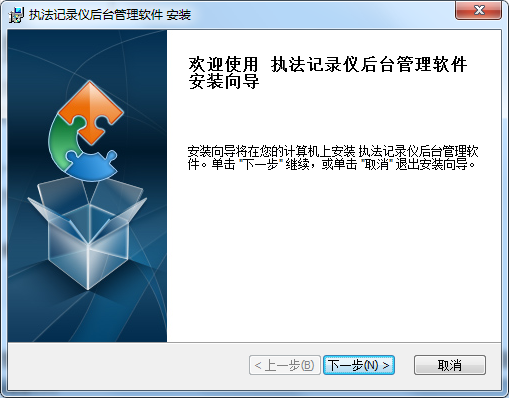 执法记录仪后台管理软件 安装
欢迎使用 执法记录仪后台管理软件
安装向导
安装向导将在您的计算机上安装 执法记录仪后台管理软
件。单击 "下一步" 继续，或单击 "取消" 退出安装向导。
< 上一步(B)
下一步(N) >
取消